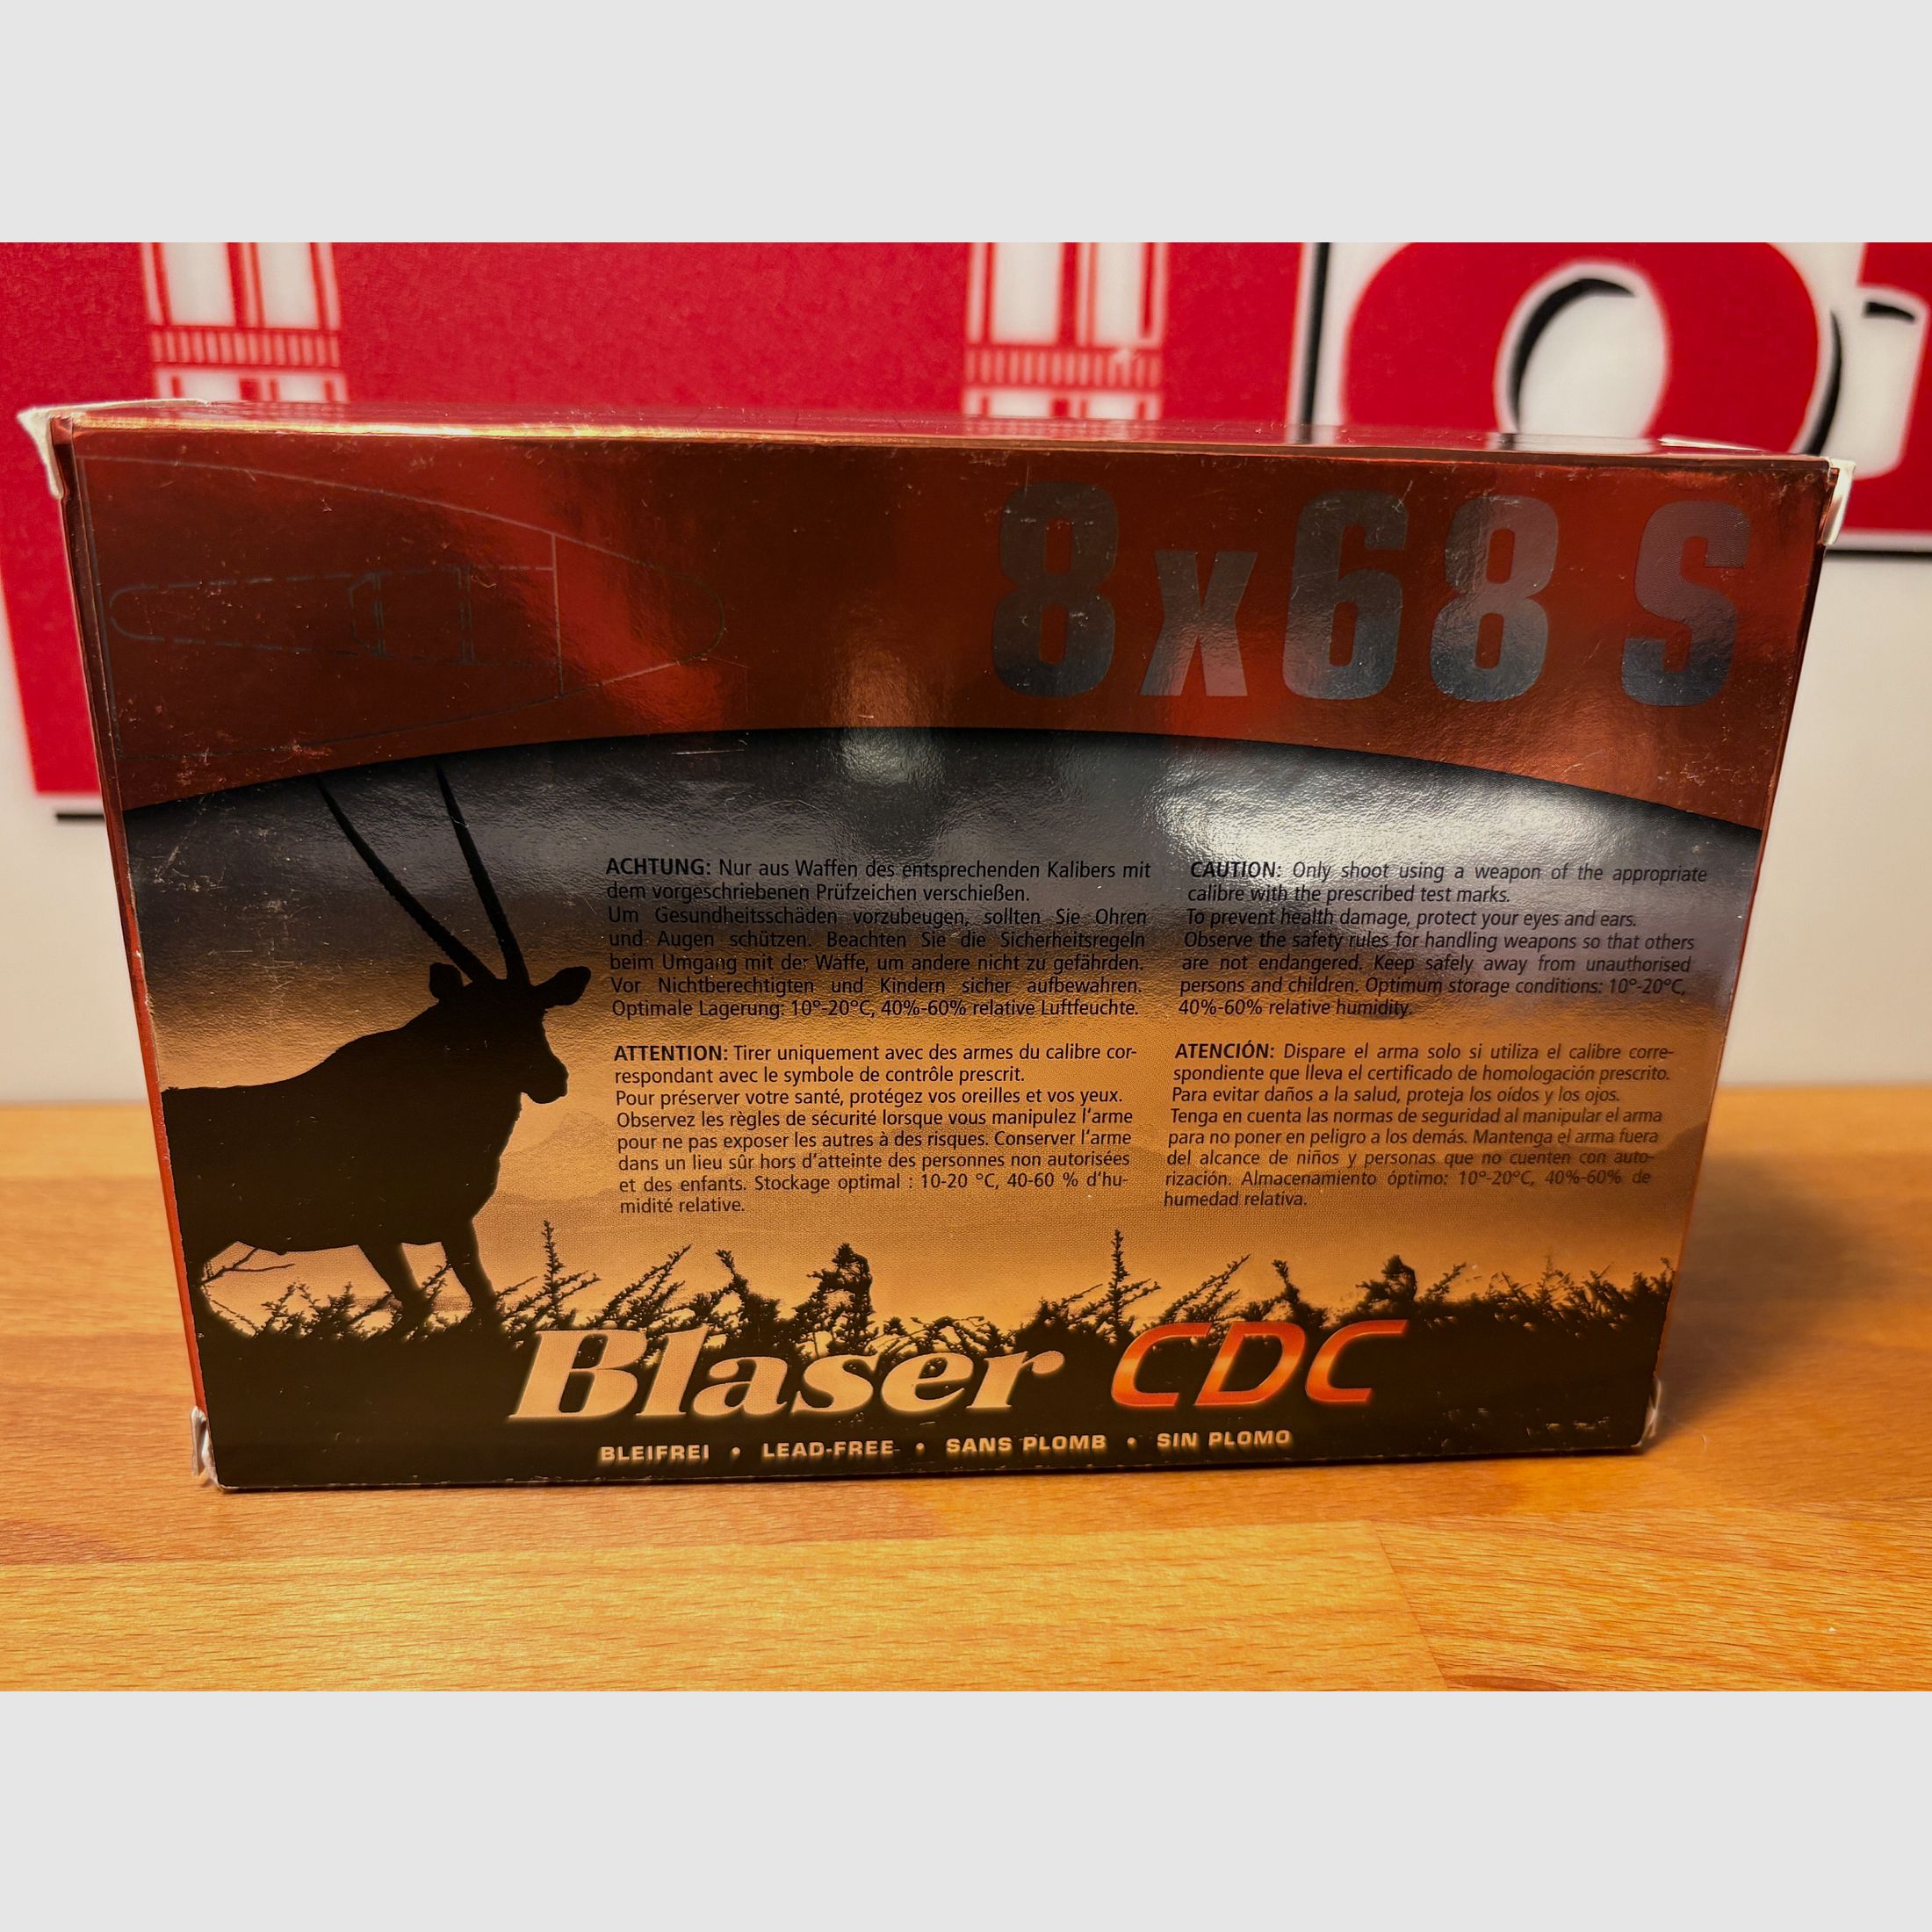 8x68 S
ACHTUNG: Nur aus Waffen des entsprechenden Kalibers mit
dem vorgeschriebenen Prüfzeichen verschießen.
Um Gesundheitsschäden vorzubeugen, sollten Sie Ohren
und Augen schützen. Beachten Sie die Sicherheitsregeln
beim Umgang mit der Waffe, um andere nicht zu gefährden.
Vor Nichtberechtigten und Kindern sicher aufbewahren.
Optimale Lagerung: 10°-20°C, 40%-60% relative Luftfeuchte.
CAUTION: Only shoot using a weapon of the appropriate
calibre with the prescribed test marks.
To prevent health damage, protect your eyes and ears.
Observe the safety rules for handling weapons so that others
are not endangered. Keep safely away from unauthorised
persons and children. Optimum storage conditions: 10°-20°C,
40%-60% relative humidity.
ATTENTION: Tirer uniquement avec des armes du calibre cor-
respondant avec le symbole de contrôle prescrit.
Pour préserver votre santé, protégez vos oreilles et vos yeux.
Observez les règles de sécurité lorsque vous manipulez l'arme
pour ne pas exposer les autres à des risques. Conserver l'arme
dans un lieu sûr hors d'atteinte des personnes non autorisées
et des enfants. Stockage optimal : 10-20 °C, 40-60 % d'hu-
midité relative.
ATENCIÓN: Dispare el arma solo si utiliza el calibre corre-
spondiente que lleva el certificado de homologación prescrito.
Para evitar daños a la salud, proteja los oídos y los ojos.
Tenga en cuenta las normas de seguridad al manipular el arma
para no poner en peligro a los demás. Mantenga el arma fuera
del alcance de niños y personas que no cuenten con auto-
rización. Almacenamiento óptimo: 10°-20°C, 40%-60% de
humedad relativa.
Blaser CDC
BLEIFREI • LEAD-FREE • SANS PLOMB • SIN PLOMO